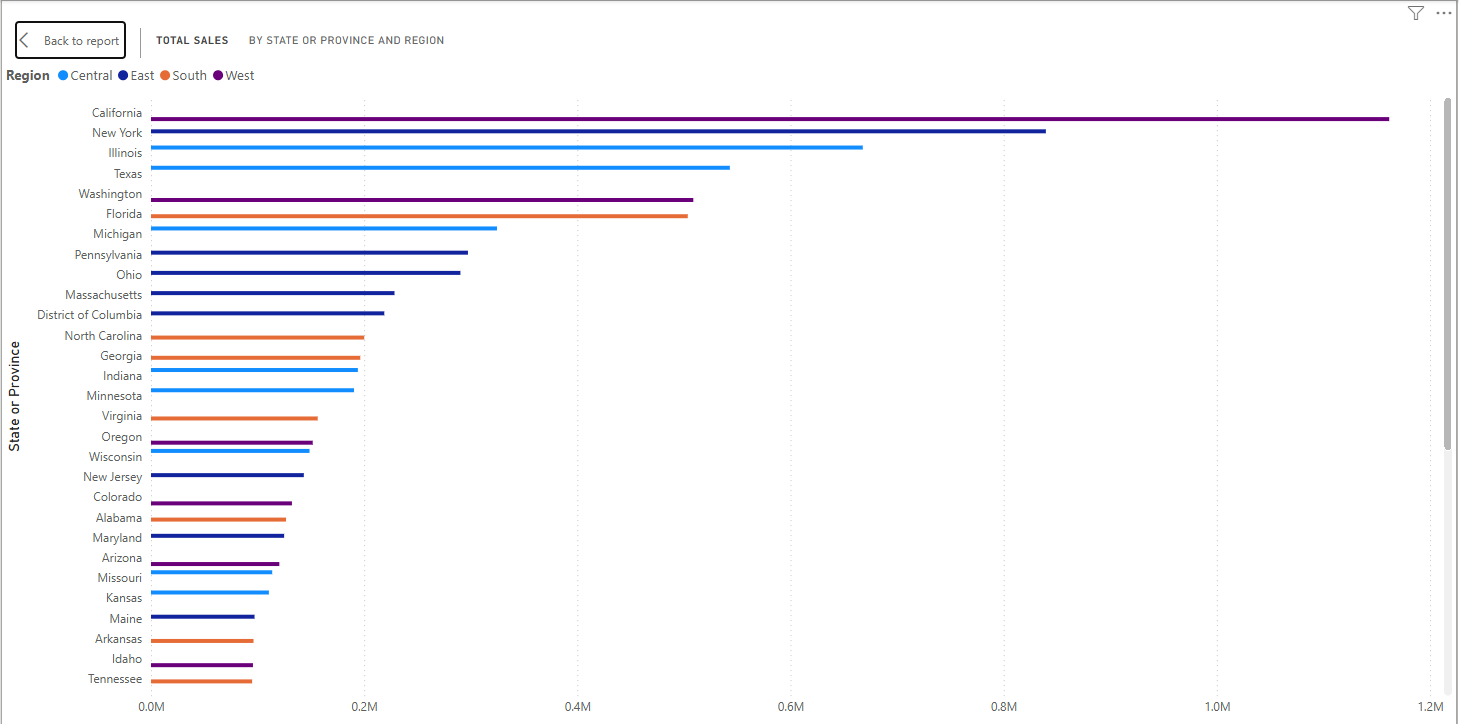 Back to report
TOTAL SALES BY STATE OR PROVINCE AND REGION
Region Central East South West
State or Province
California
New York
Illinois
Texas
Washington
Florida
Michigan
Pennsylvania
Ohio
Massachusetts
District of Columbia
North Carolina
Georgia
Indiana
Minnesota
Virginia
Oregon
Wisconsin
New Jersey
Colorado
Alabama
Maryland
Arizona
Missouri
Kansas
Maine
Arkansas
Idaho
Tennessee
0.0M 0.2M 0.4M 0.6M 0.8M 1.0M 1.2M